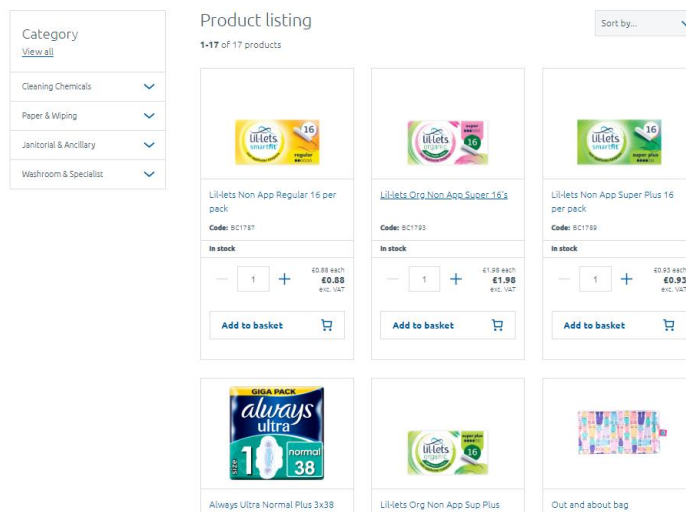 Category
View all
Cleaning Chemicals
Paper & Wiping
Janitorial & Ancillary
Washroom & Specialist
Product listing
1-17 of 17 products
Sort by...
16
lil-lets
smartfit
regular
Lil-lets Non App Regular 16 per
pack
Code: BC1787
In stock
1
£0.88 each
£0.88
exc. VAT
Add to basket
super
lil-lets
organic
16
Lil-lets Org Non App Super 16's
Code: BC1793
In stock
1
£1.98 each
£1.98
exc. VAT
Add to basket
16
lil-lets
smartfit
super plus
Lil-lets Non App Super Plus 16
per pack
Code: BC1789
In stock
1
£0.93 each
£0.93
exc. VAT
Add to basket
GIGA PACK
always
ultra
size 1
normal
38
Always Ultra Normal Plus 3x38
super plus
lil-lets
organic
16
Lil-lets Org Non App Sup Plus
Out and about bag